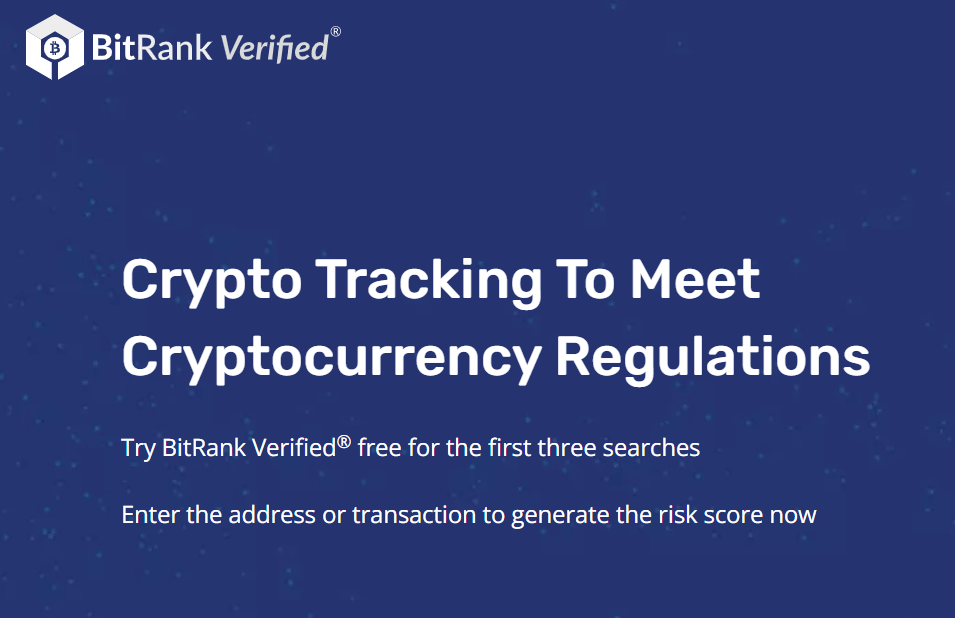 BitRank Verified®
Crypto Tracking To Meet
Cryptocurrency Regulations
Try BitRank Verified® free for the first three searches
Enter the address or transaction to generate the risk score now